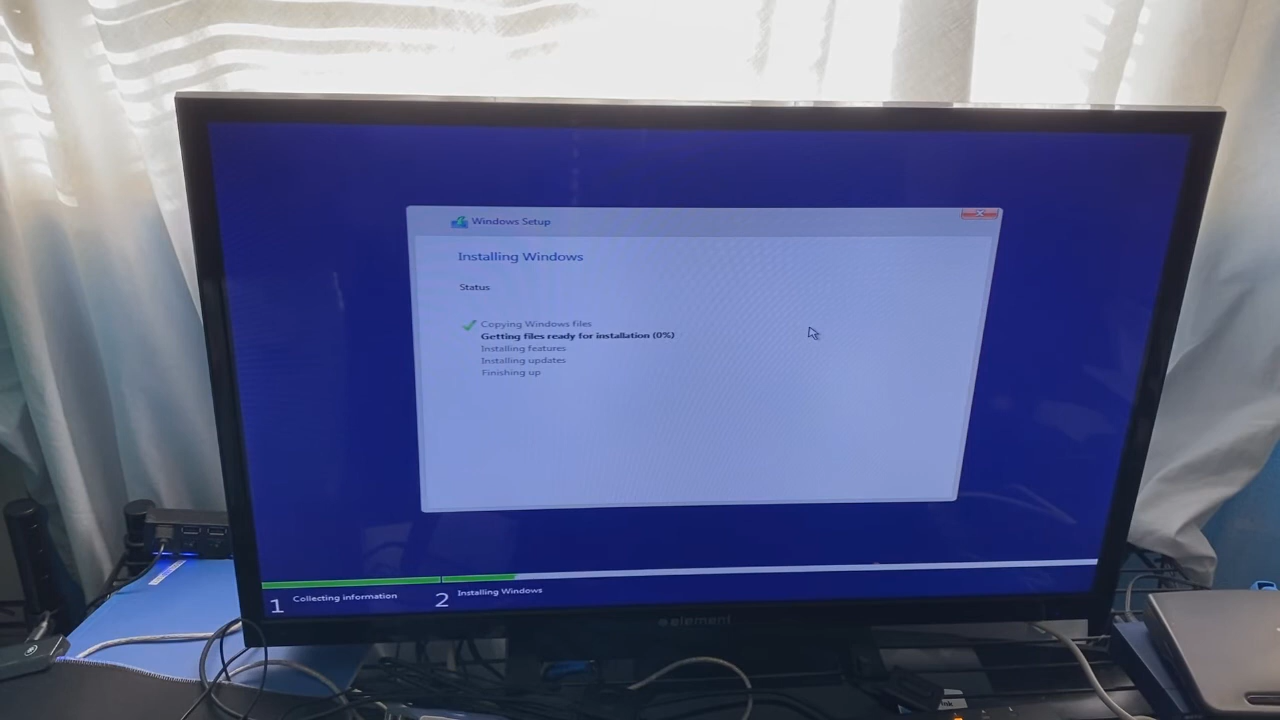 Windows Setup
Installing Windows
Status
Copying Windows files
Getting files ready for installation (0%)
Installing features
Installing updates
Finishing up
1 Collecting information
2 Installing Windows
element